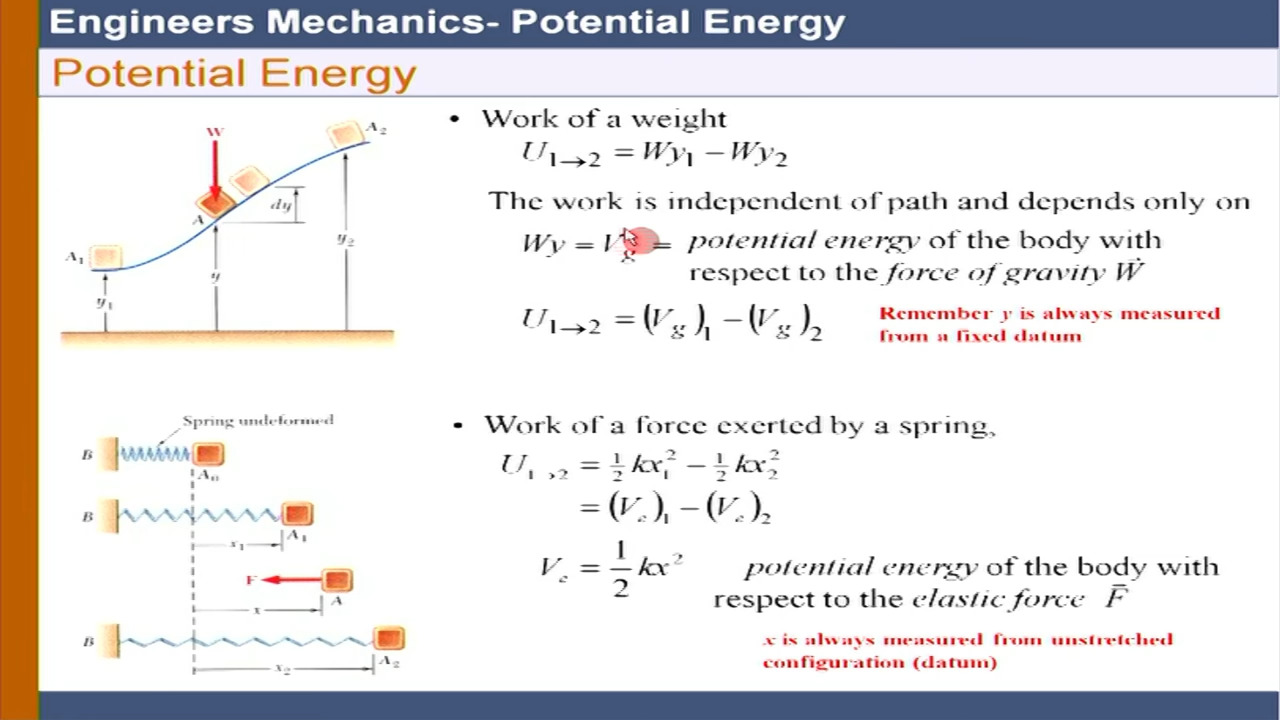 Engineers Mechanics- Potential Energy
Potential Energy
• Work of a weight
U1→2 = Wy1 − Wy2
The work is independent of path and depends only on
Wy = Vg = potential energy of the body with
respect to the force of gravity W
U1→2 = (Vg)1 − (Vg)2
Remember y is always measured
from a fixed datum
W
A2
A
dy
A1
y2
y
y1
• Work of a force exerted by a spring,
U1→2 = ½ kx1² − ½ kx2²
= (Ve)1 − (Ve)2
Ve = 1/2 kx² potential energy of the body with
respect to the elastic force F
x is always measured from unstretched
configuration (datum)
Spring undeformed
B
A0
B
A1
x1
F
A
x
B
A2
x2